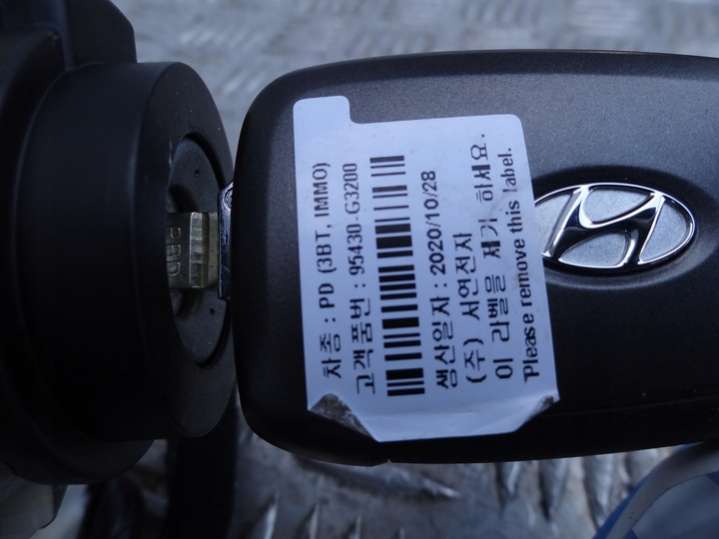 차종 : PD (3BT, IMMO)
고객품번 : 95430-G3200
생산일자 : 2020/10/28
(주) 서연전자
이 라벨을 제거 하세요.
Please remove this label.